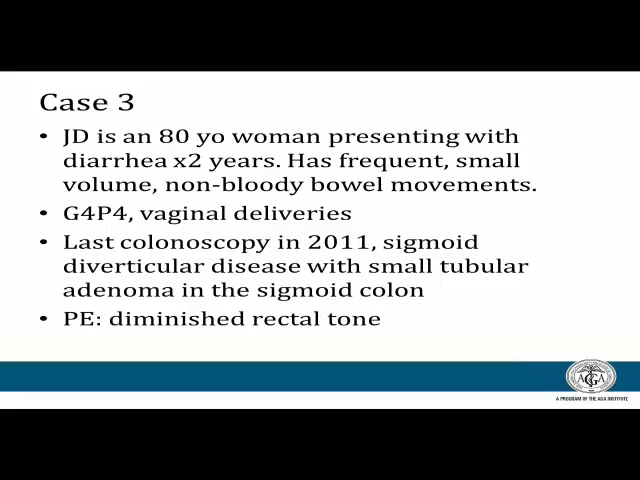 Case 3
• JD is an 80 yo woman presenting with
diarrhea x2 years. Has frequent, small
volume, non-bloody bowel movements.
• G4P4, vaginal deliveries
• Last colonoscopy in 2011, sigmoid
diverticular disease with small tubular
adenoma in the sigmoid colon
• PE: diminished rectal tone
AGA
A PROGRAM OF THE AGA INSTITUTE